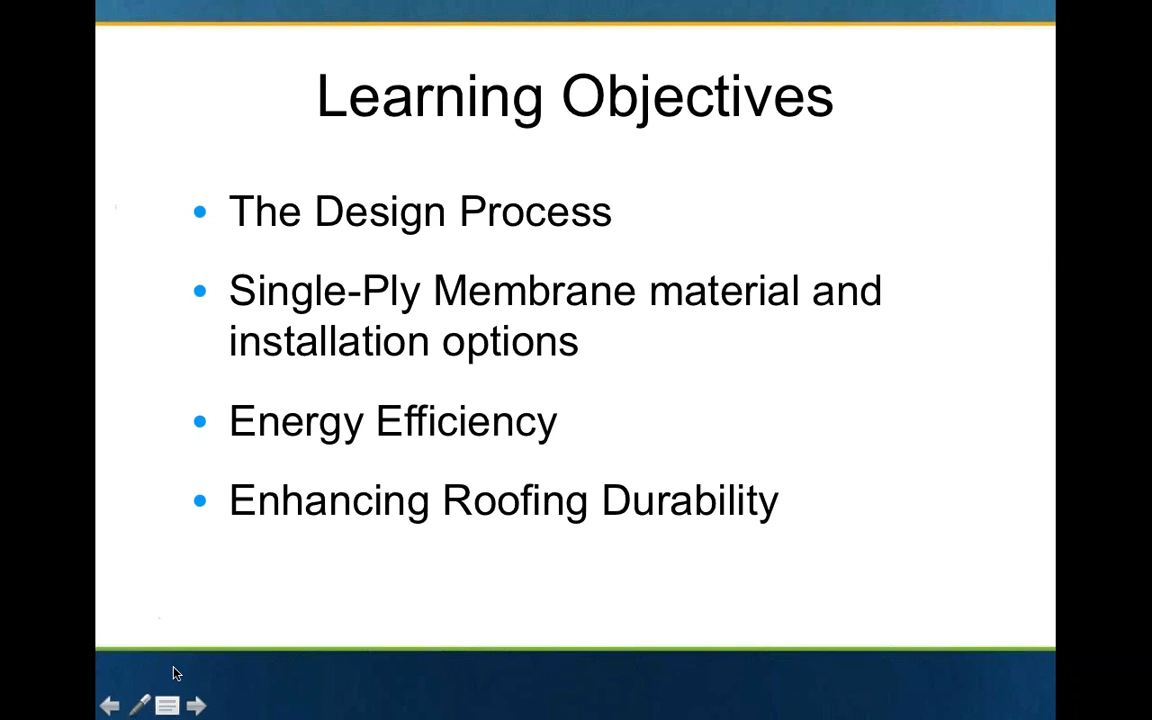 Learning Objectives
• The Design Process
• Single-Ply Membrane material and
installation options
• Energy Efficiency
• Enhancing Roofing Durability